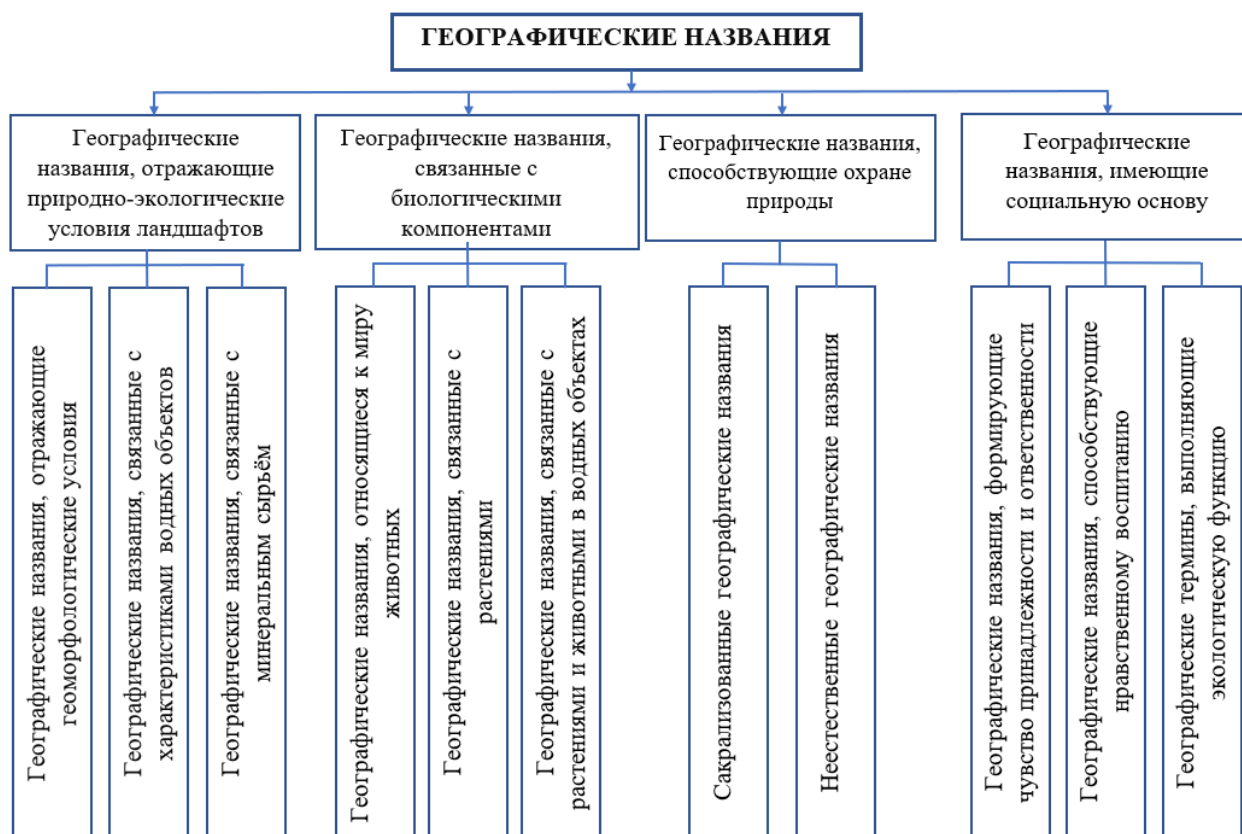 ГЕОГРАФИЧЕСКИЕ НАЗВАНИЯ
Географические
названия, отражающие
природно-экологические
условия ландшафтов
Географические названия,
связанные с
биологическими
компонентами
Географические названия,
способствующие охране
природы
Географические
названия, имеющие
социальную основу
Географические названия, отражающие
геоморфологические условия
Географические названия, связанные с
характеристиками водных объектов
Географические названия, связанные с
минеральным сырьём
Географические названия, относящиеся к миру
животных
Географические названия, связанные с
растениями
Географические названия, связанные с
растениями и животными в водных объектах
Сакрализованные географические названия
Неестественные географические названия
Географические названия, формирующие
чувство принадлежности и ответственности
Географические названия, способствующие
нравственному воспитанию
Географические термины, выполняющие
экологическую функцию